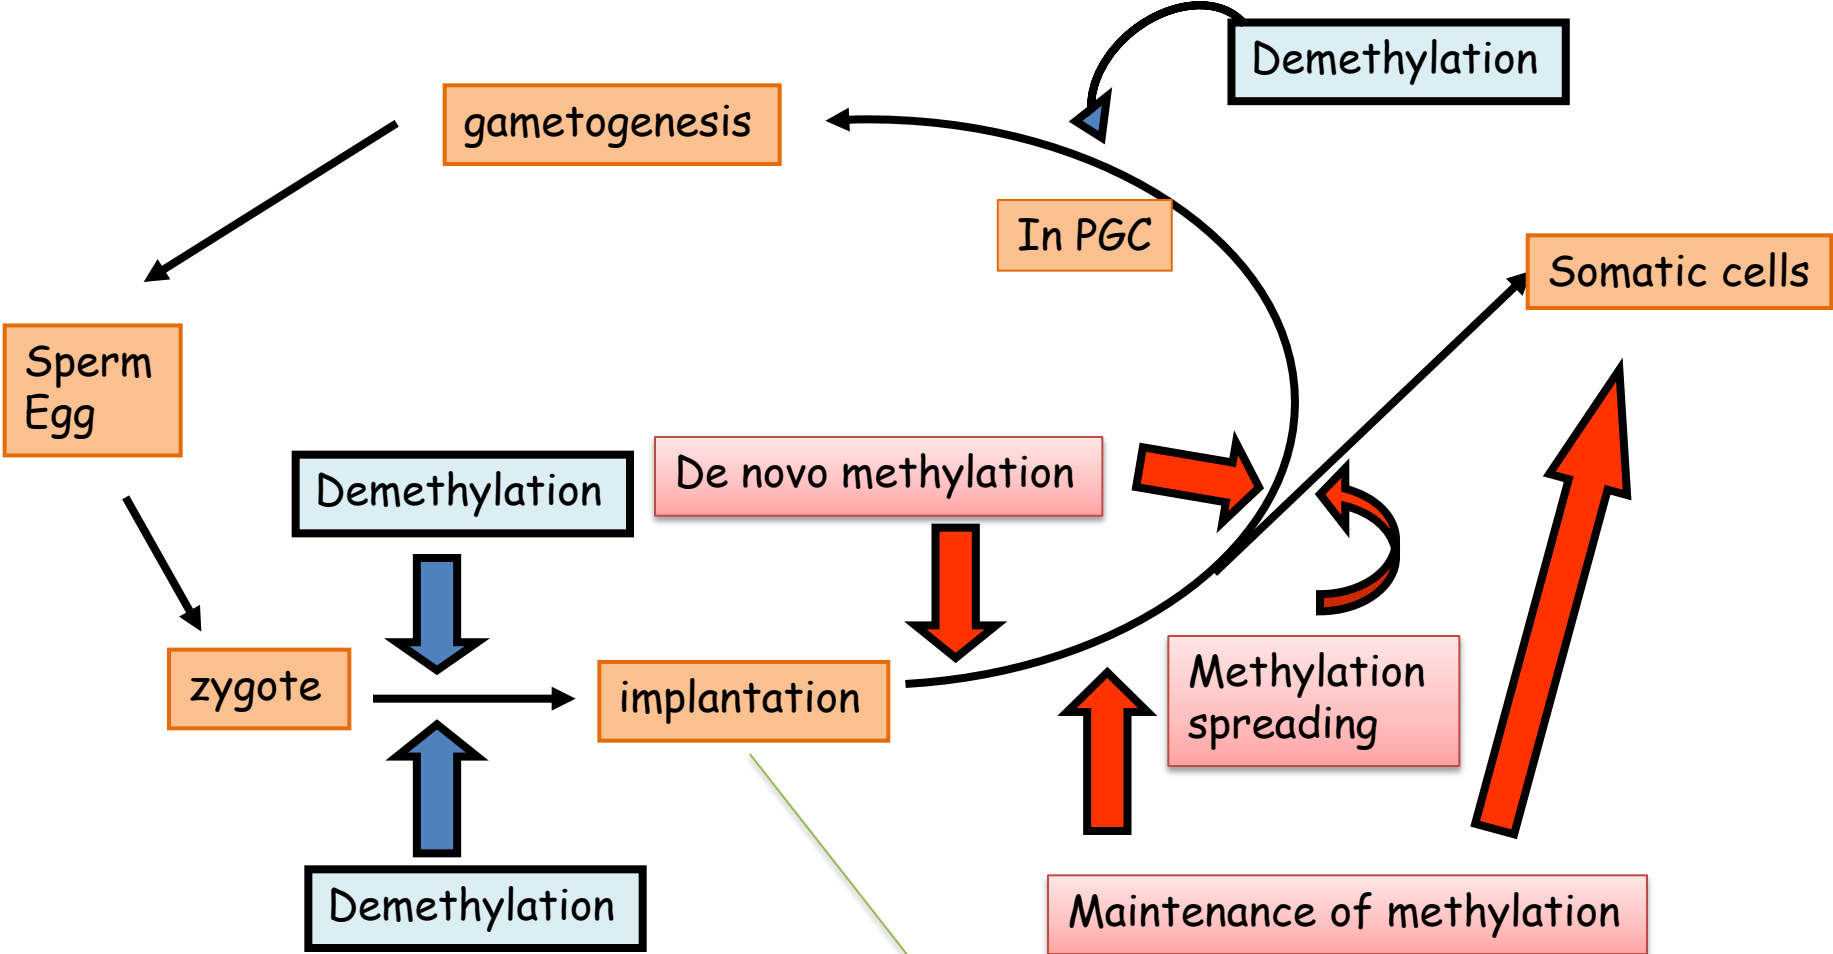 Demethylation
gametogenesis
In PGC
Somatic cells
Sperm
Egg
Demethylation
De novo methylation
zygote
implantation
Methylation
spreading
Demethylation
Maintenance of methylation